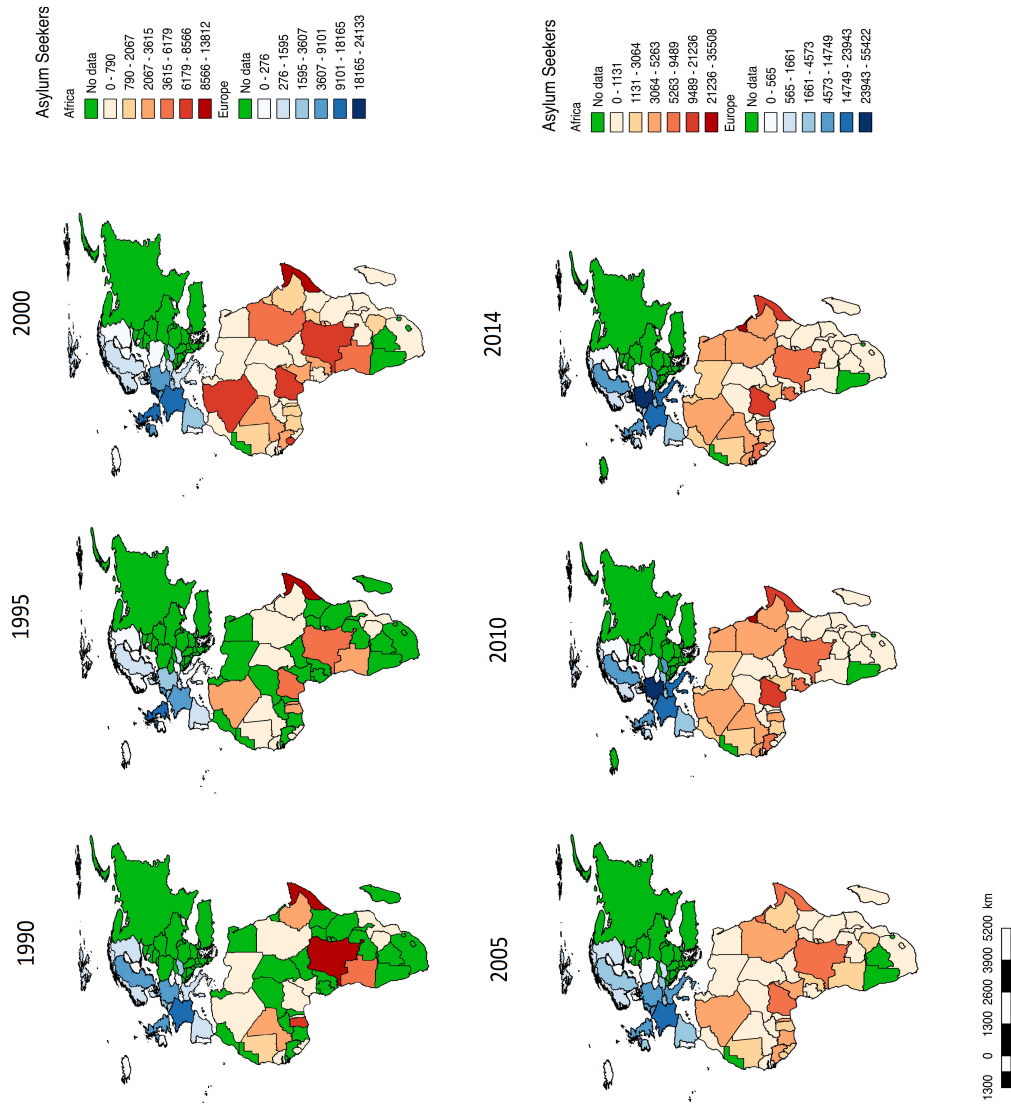 1990
1995
2000
Asylum Seekers
Africa
No data
0 - 790
790 - 2067
2067 - 3615
3615 - 6179
6179 - 8566
8566 - 13812
Europe
No data
0 - 276
276 - 1595
1595 - 3607
3607 - 9101
9101 - 18165
18165 - 24133
2005
2010
2014
Asylum Seekers
Africa
No data
0 - 1131
1131 - 3064
3064 - 5263
5263 - 9489
9489 - 21236
21236 - 35508
Europe
No data
0 - 565
565 - 1661
1661 - 4573
4573 - 14749
14749 - 23943
23943 - 55422
1300 0 1300 2600 3900 5200 km